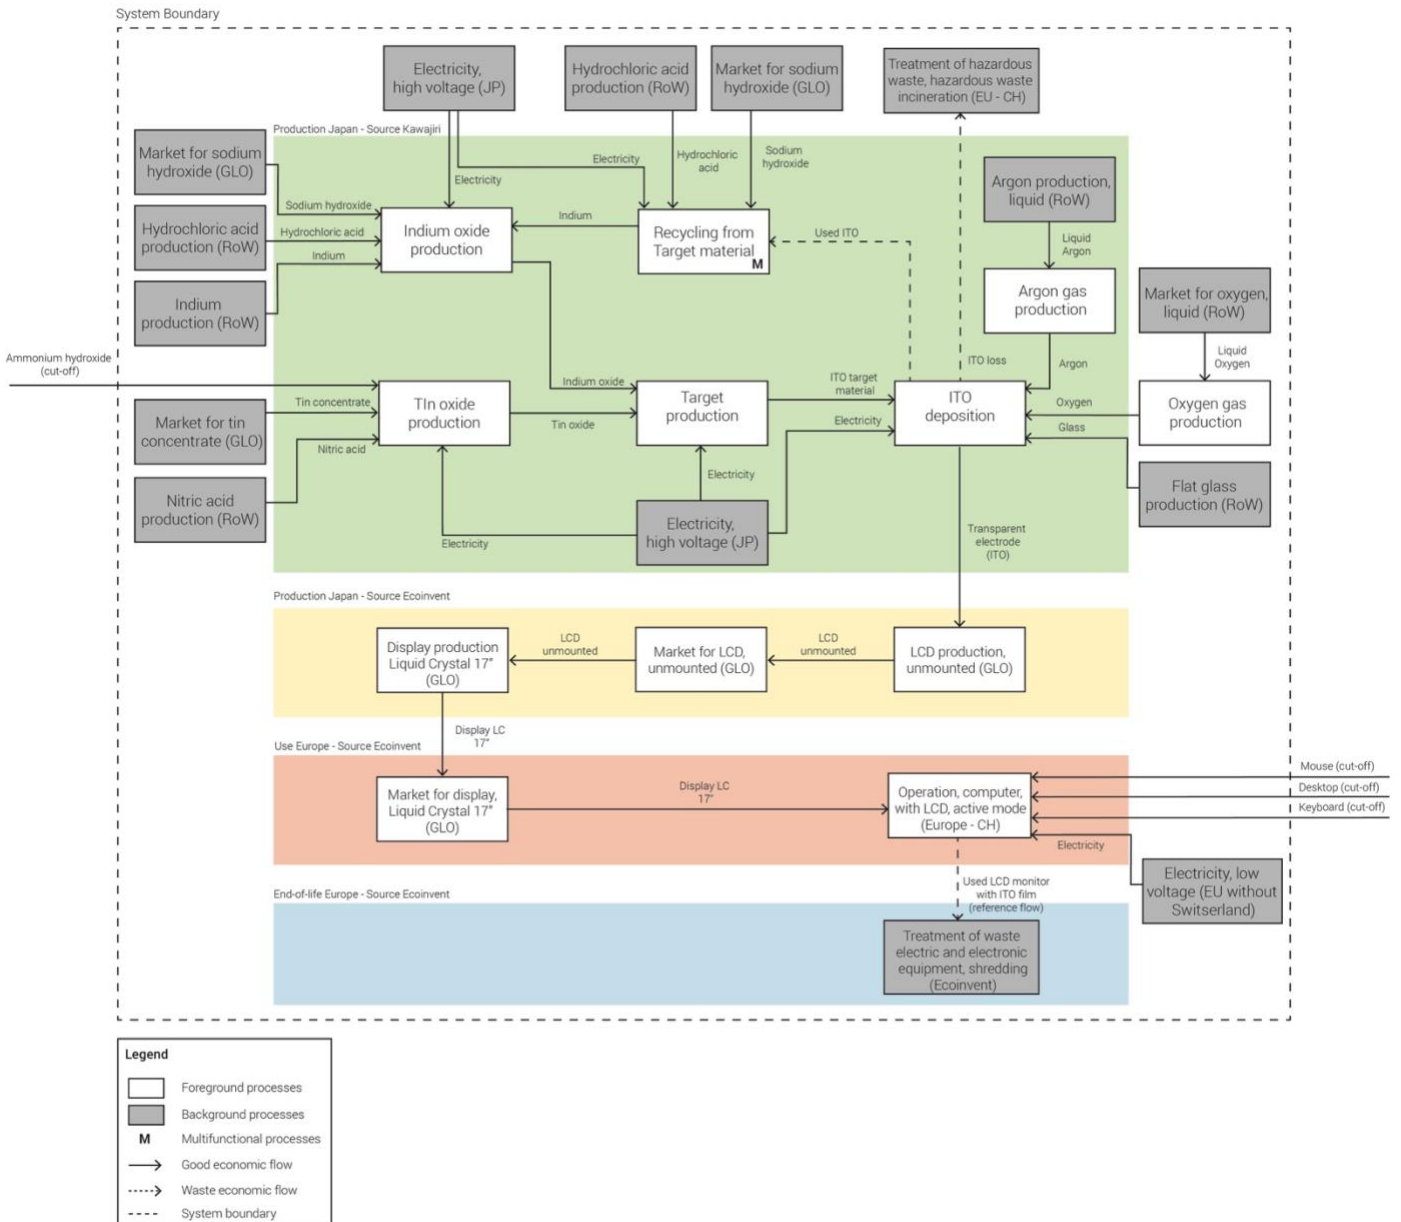 System Boundary
Electricity,
high voltage (JP)
Hydrochloric acid
production (RoW)
Market for sodium
hydroxide (GLO)
Treatment of hazardous
waste, hazardous waste
incineration (EU - CH)
Production Japan - Source Kawajiri
Market for sodium
hydroxide (GLO)
Electricity
Electricity
Hydrochloric
acid
Sodium
hydroxide
Argon production,
liquid (RoW)
Sodium hydroxide
Hydrochloric acid
production (RoW)
Hydrochloric acid
Indium
Indium oxide
production
Indium
Recycling from
Target material
M
Used ITO
Liquid
Argon
Argon gas
production
Market for oxygen,
liquid (RoW)
Indium
production (RoW)
Ammonium hydroxide
(cut-off)
ITO loss
Argon
Liquid
Oxygen
Market for tin
concentrate (GLO)
Tin concentrate
Nitric acid
TIn oxide
production
Indium oxide
Tin oxide
Target
production
ITO target
material
Electricity
ITO
deposition
Oxygen
Glass
Oxygen gas
production
Nitric acid
production (RoW)
Electricity
Electricity
Electricity,
high voltage (JP)
Transparent
electrode
(ITO)
Flat glass
production (RoW)
Production Japan - Source Ecoinvent
Display production
Liquid Crystal 17"
(GLO)
LCD
unmounted
Market for LCD,
unmounted (GLO)
LCD
unmounted
LCD production,
unmounted (GLO)
Display LC
17"
Use Europe - Source Ecoinvent
Market for display,
Liquid Crystal 17"
(GLO)
Display LC
17"
Operation, computer,
with LCD, active mode
(Europe - CH)
Mouse (cut-off)
Desktop (cut-off)
Keyboard (cut-off)
Electricity
Electricity, low
voltage (EU without
Switserland)
End-of-life Europe - Source Ecoinvent
Used LCD monitor
with ITO film
(reference flow)
Treatment of waste
electric and electronic
equipment, shredding
(Ecoinvent)
Legend
Foreground processes
Background processes
M Multifunctional processes
Good economic flow
Waste economic flow
System boundary